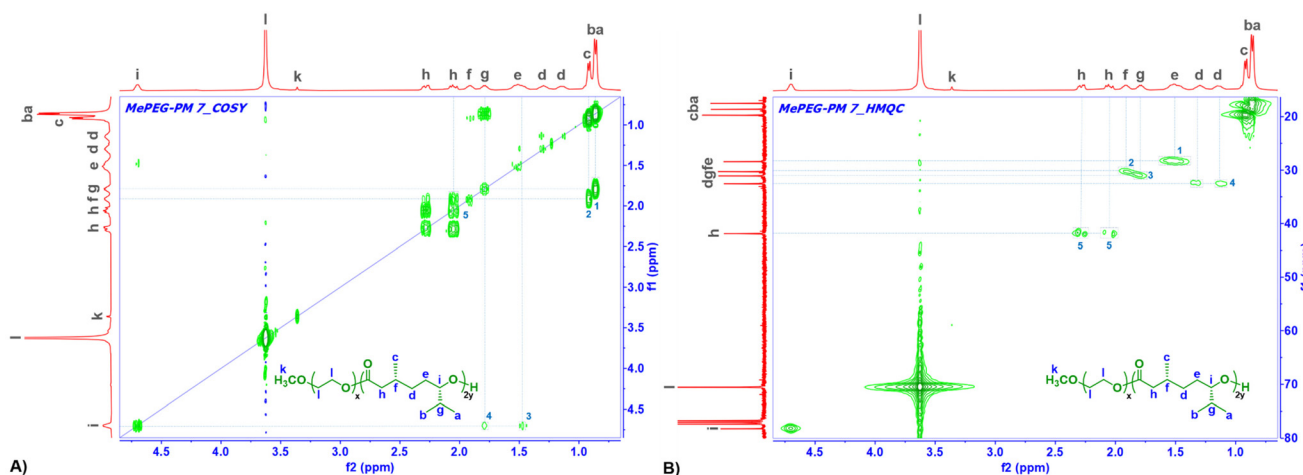 l
ba
c
i
k
h
h
f
g
e
d
d
MePEG-PM 7_COSY
ba
c
d
d
e
g
f
h
h
k
l
i
1.0
1.5
2.0
2.5
3.0
3.5
4.0
4.5
f1 (ppm)
5
2
1
4
3
k
H3CO
l
l
O
x
O
h
c
f
d
e
i
g
b
a
O
H
2y
4.5
4.0
3.5
3.0
2.5
2.0
1.5
1.0
f2 (ppm)
A)
l
ba
c
i
k
h
h
f
g
e
d
d
MePEG-PM 7_HMQC
cba
dgfe
h
l
i
20
30
40
50
60
70
80
1
2
3
4
5
5
k
H3CO
l
l
O
x
O
h
c
f
d
e
i
g
b
a
O
H
2y
4.5
4.0
3.5
3.0
2.5
2.0
1.5
1.0
f2 (ppm)
B)